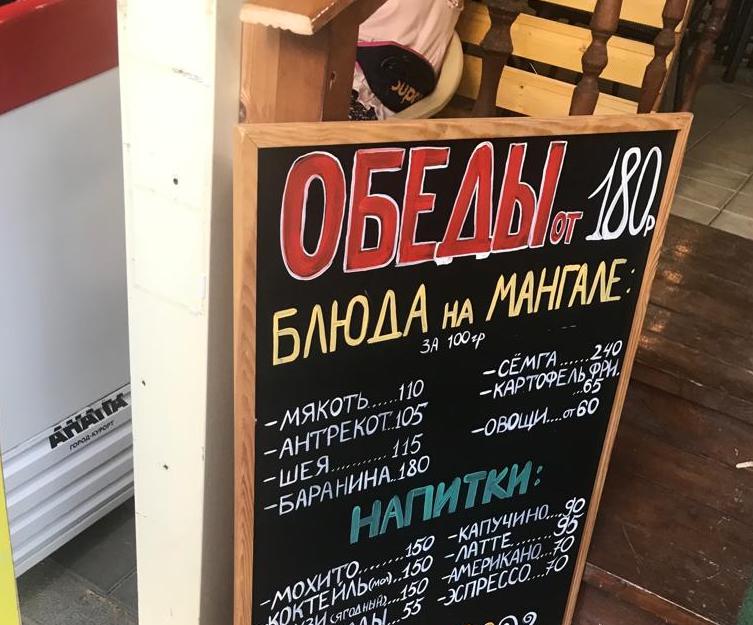 ОБЕДЫ от 180р
БЛЮДА на МАНГАЛЕ:
ЗА 100гр
-МЯКОТЬ.....110
-АНТРЕКОТ..105
-ШЕЯ..........115
-БАРАНИНА..180
-СЁМГА......240
-КАРТОФЕЛЬ ФРИ.
..65
-ОВОЩИ....от 60
НАПИТКИ:
-МОХИТО........150
КОКТЕЙЛЬ(мол)..150
(ЯГОДНЫЙ)....150
..55
-КАПУЧИНО...90
-ЛАТТЕ.........95
-АМЕРИКАНО..70
-ЭСПРЕССО...70
АНАПА
ГОРОД-КУРОРТ